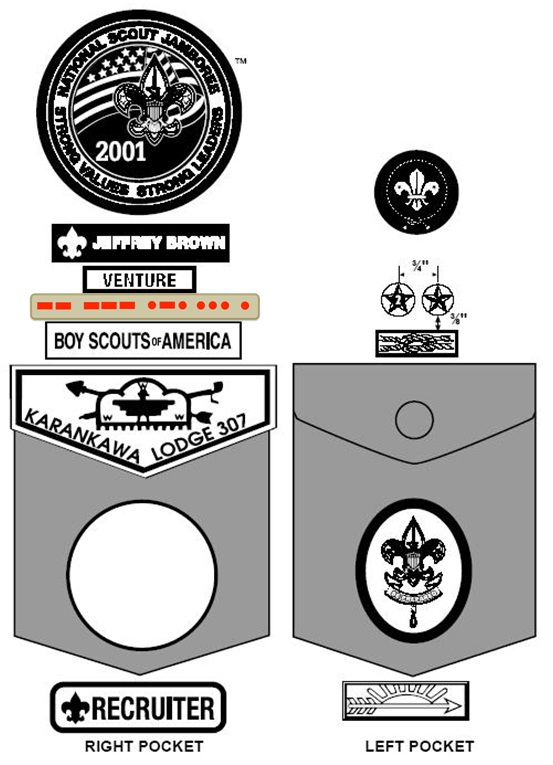 NATIONAL SCOUT JAMBOREE
TM
2001
STRONG VALUES STRONG LEADERS
JEFFREY BROWN
VENTURE
BOY SCOUTS OF AMERICA
3/4"
3/8"
KARANKAWA LODGE 307
RECRUITER
RIGHT POCKET
LEFT POCKET